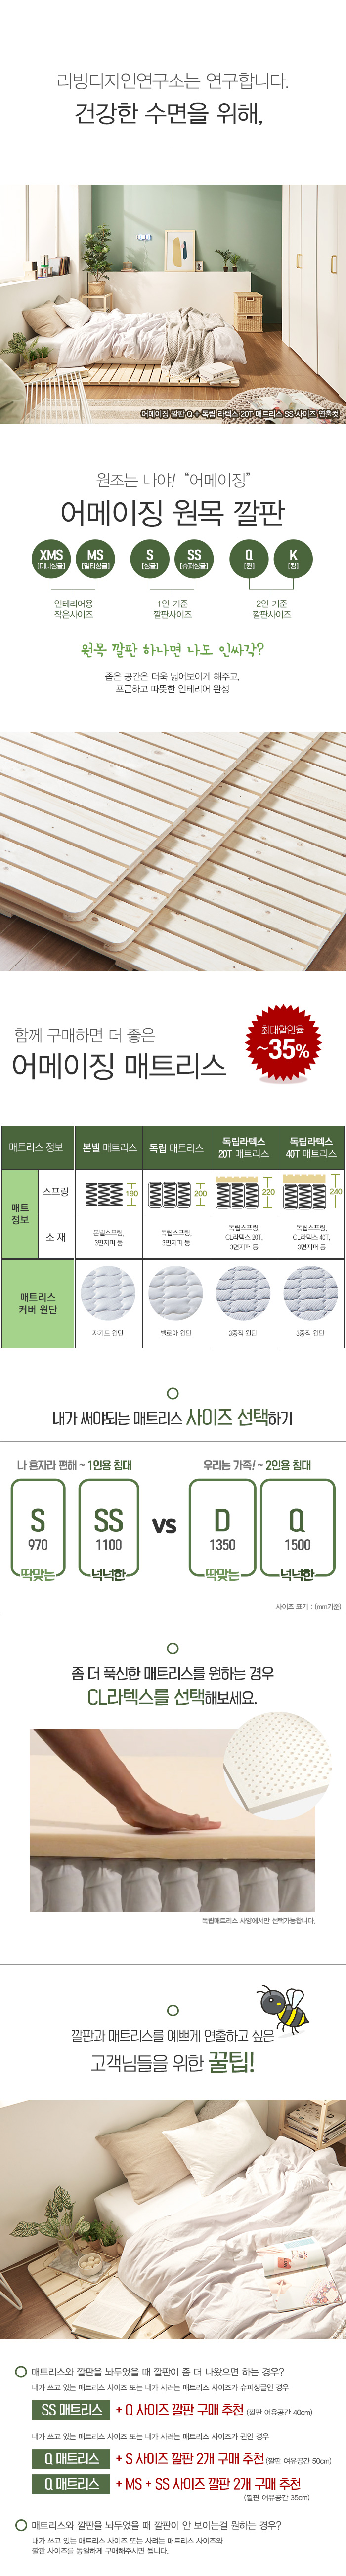 리빙디자인연구소는 연구합니다.
건강한 수면을 위해,
어메이징 깔판 Q + 독립 라텍스 20T 매트리스 SS 사이즈 연출컷
원조는 나야! “어메이징”
어메이징 원목 깔판
XMS [미니싱글]
MS [멀티싱글]
S [싱글]
SS [슈퍼싱글]
Q [퀸]
K [킹]
인테리어용
작은사이즈
1인 기준
깔판사이즈
2인 기준
깔판사이즈
원목 깔판 하나면 나도 인싸각?
좁은 공간은 더욱 넓어보이게 해주고,
포근하고 따뜻한 인테리어 완성
함께 구매하면 더 좋은
어메이징 매트리스
최대할인율
~35%
매트리스 정보
본넬 매트리스
독립 매트리스
독립라텍스
20T 매트리스
독립라텍스
40T 매트리스
매트
정보
스프링
190
200
220
240
소 재
본넬스프링,
3면지퍼 등
독립스프링,
3면지퍼 등
독립스프링,
CL라텍스 20T,
3면지퍼 등
독립스프링,
CL라텍스 40T,
3면지퍼 등
매트리스
커버 원단
쟈가드 원단
벨로아 원단
3중직 원단
3중직 원단
내가 써야되는 매트리스 사이즈 선택하기
나 혼자라 편해 ~ 1인용 침대
우리는 가족! ~ 2인용 침대
S
970
딱맞는
SS
1100
넉넉한
VS
D
1350
딱맞는
Q
1500
넉넉한
사이즈 표기 : (mm기준)
좀 더 푹신한 매트리스를 원하는 경우
CL라텍스를 선택해보세요.
독립매트리스 사양에서만 선택가능합니다.
깔판과 매트리스를 예쁘게 연출하고 싶은
고객님들을 위한 꿀팁!
매트리스와 깔판을 놔두었을 때 깔판이 좀 더 나왔으면 하는 경우?
내가 쓰고 있는 매트리스 사이즈 또는 내가 사려는 매트리스 사이즈가 슈퍼싱글인 경우
SS 매트리스 + Q 사이즈 깔판 구매 추천 (깔판 여유공간 40cm)
내가 쓰고 있는 매트리스 사이즈 또는 내가 사려는 매트리스 사이즈가 퀸인 경우
Q 매트리스 + S 사이즈 깔판 2개 구매 추천 (깔판 여유공간 50cm)
Q 매트리스 + MS + SS 사이즈 깔판 2개 구매 추천
(깔판 여유공간 35cm)
매트리스와 깔판을 놔두었을 때 깔판이 안 보이는걸 원하는 경우?
내가 쓰고 있는 매트리스 사이즈 또는 사려는 매트리스 사이즈와
깔판 사이즈를 동일하게 구매해주시면 됩니다.